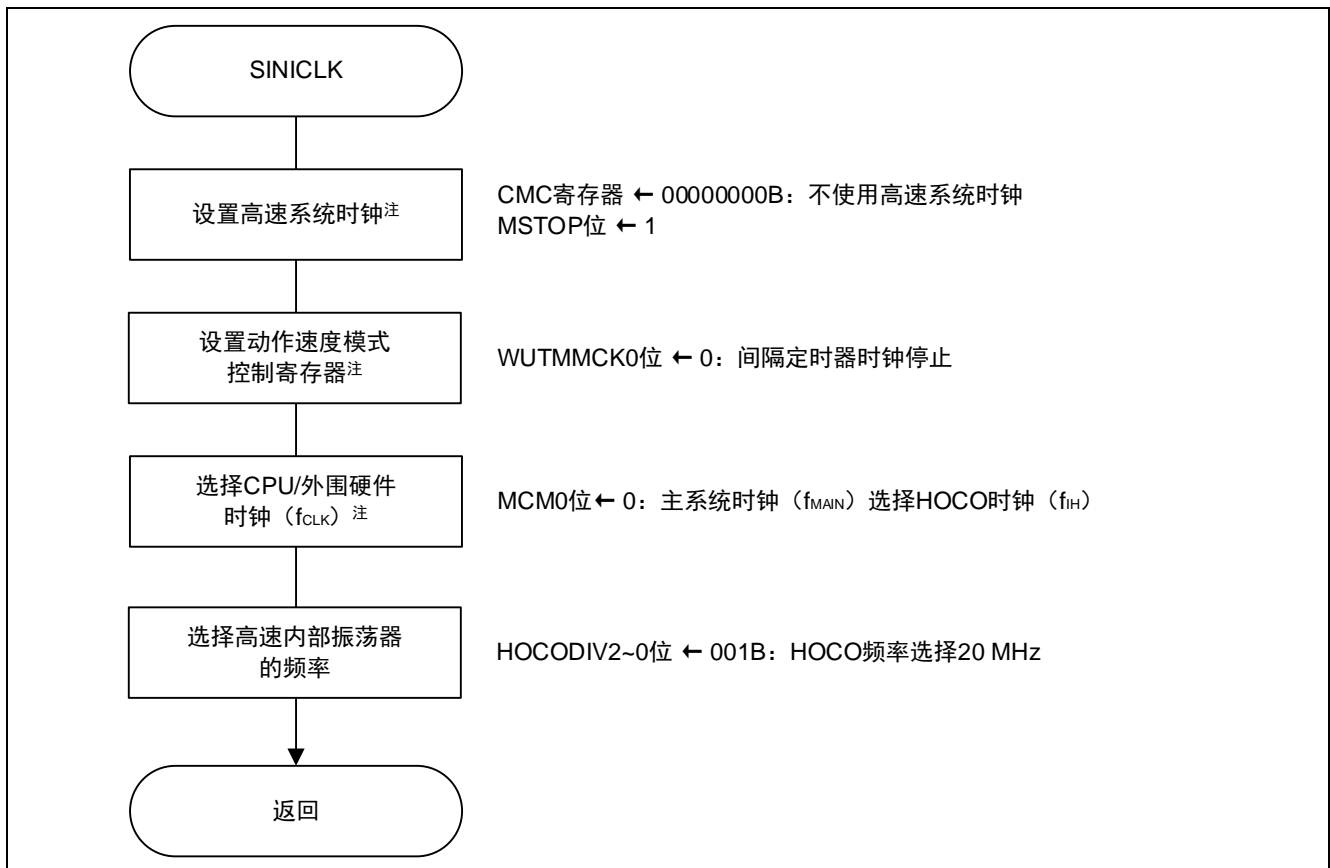 SINICLK
设置高速系统时钟注
CMC寄存器 ← 00000000B：不使用高速系统时钟
MSTOP位 ← 1
设置动作速度模式
控制寄存器注
WUTMMCK0位 ← 0：间隔定时器时钟停止
选择CPU/外围硬件
时钟（fCLK）注
MCM0位← 0：主系统时钟（fMAIN）选择HOCO时钟（fIH）
选择高速内部振荡器
的频率
HOCODIV2~0位 ← 001B：HOCO频率选择20 MHz
返回